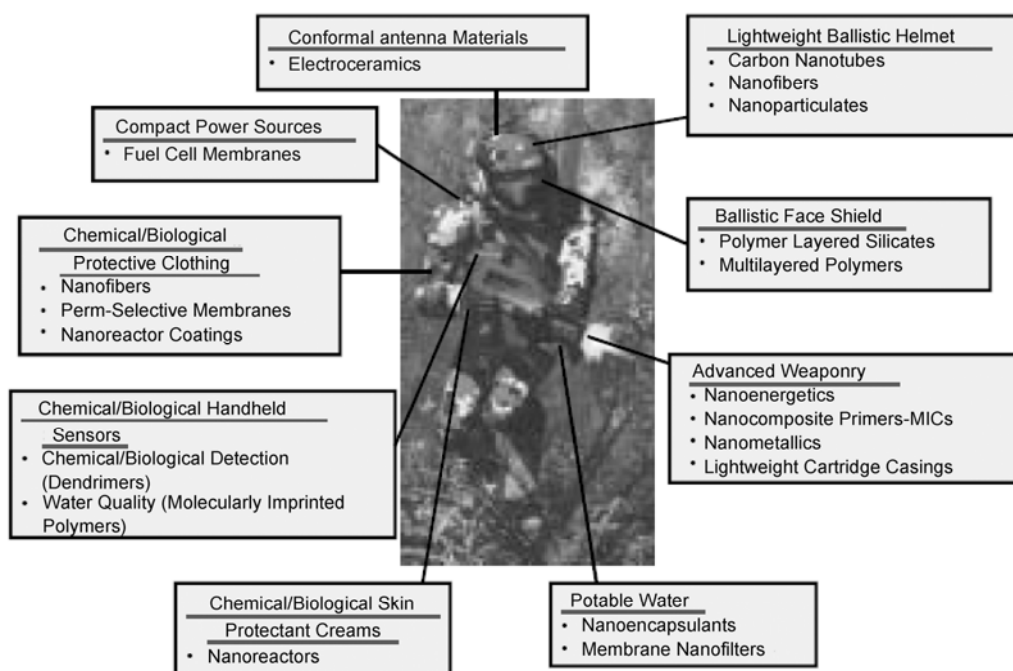 Conformal antenna Materials
• Electroceramics
Lightweight Ballistic Helmet
• Carbon Nanotubes
• Nanofibers
• Nanoparticulates
Compact Power Sources
• Fuel Cell Membranes
Ballistic Face Shield
• Polymer Layered Silicates
• Multilayered Polymers
Chemical/Biological
Protective Clothing
• Nanofibers
• Perm-Selective Membranes
• Nanoreactor Coatings
Advanced Weaponry
• Nanoenergetics
• Nanocomposite Primers-MICs
• Nanometallics
• Lightweight Cartridge Casings
Chemical/Biological Handheld
Sensors
• Chemical/Biological Detection
(Dendrimers)
• Water Quality (Molecularly Imprinted
Polymers)
Chemical/Biological Skin
Protectant Creams
• Nanoreactors
Potable Water
• Nanoencapsulants
• Membrane Nanofilters